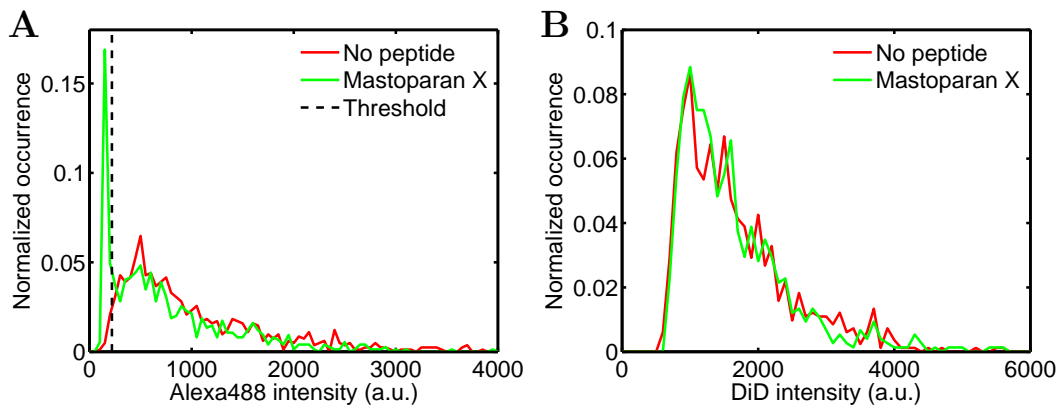 A
Normalized occurrence
0.15
0.1
0.05
0
0
1000
2000
3000
4000
Alexa488 intensity (a.u.)
No peptide
Mastoparan X
Threshold
B
Normalized occurrence
0.1
0.08
0.06
0.04
0.02
0
0
2000
4000
6000
DiD intensity (a.u.)
No peptide
Mastoparan X